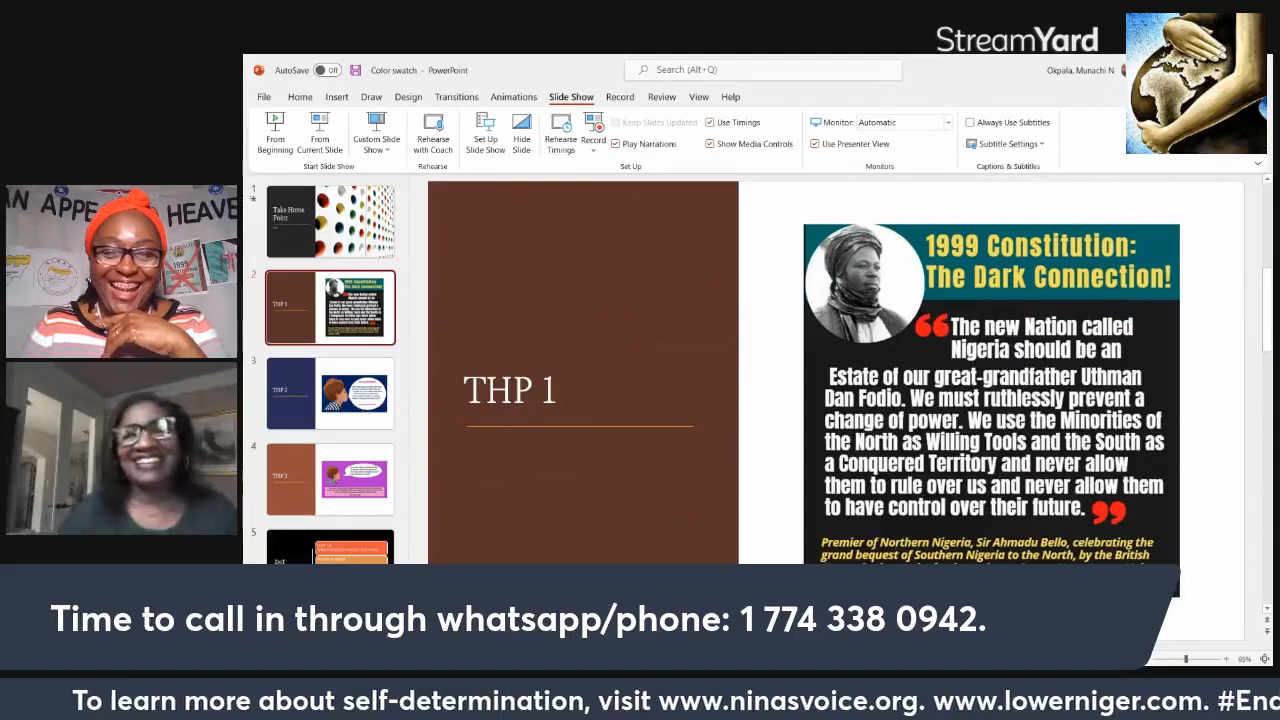 StreamYard
AutoSave Off Color swatch - PowerPoint Search (Alt+Q) Okpala, Munachi N
File Home Insert Draw Design Transitions Animations Slide Show Record Review View Help
From Beginning
From Current Slide
Custom Slide Show
Start Slide Show
Rehearse with Coach
Rehearse
Set Up Slide Show
Hide Slide
Rehearse Timings
Record
Keep Slides Updated
Play Narrations
Use Timings
Show Media Controls
Set Up
Monitor: Automatic
Use Presenter View
Monitors
Always Use Subtitles
Subtitle Settings
Captions & Subtitles
AN APPE HEAVE
1999
1
Take Home
Point
2
THP 1
3
THP 2
4
THP 3
5
THP 1
1999 Constitution:
The Dark Connection!
“The new Nation called
Nigeria should be an
Estate of our great-grandfather Uthman
Dan Fodio. We must ruthlessly prevent a
change of power. We use the Minorities of
the North as Willing Tools and the South as
a Conquered Territory and never allow
them to rule over us and never allow them
to have control over their future.”
Premier of Northern Nigeria, Sir Ahmadu Bello, celebrating the
grand bequest of Southern Nigeria to the North, by the British
95%
Time to call in through whatsapp/phone: 1 774 338 0942.
To learn more about self-determination, visit www.ninasvoice.org. www.lowerniger.com. #End